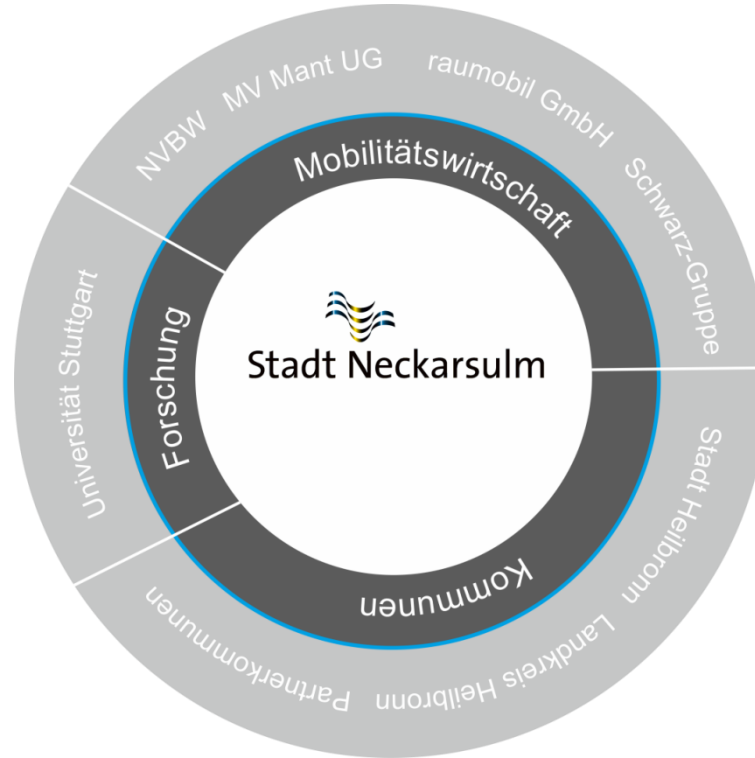 NVBW
MV Mant UG
raumobil GmbH
Schwarz-Gruppe
Mobilitätswirtschaft
Universität Stuttgart
Forschung
Stadt Neckarsulm
Kommunen
Stadt Heilbronn
Landkreis Heilbronn
Partnerkommunen